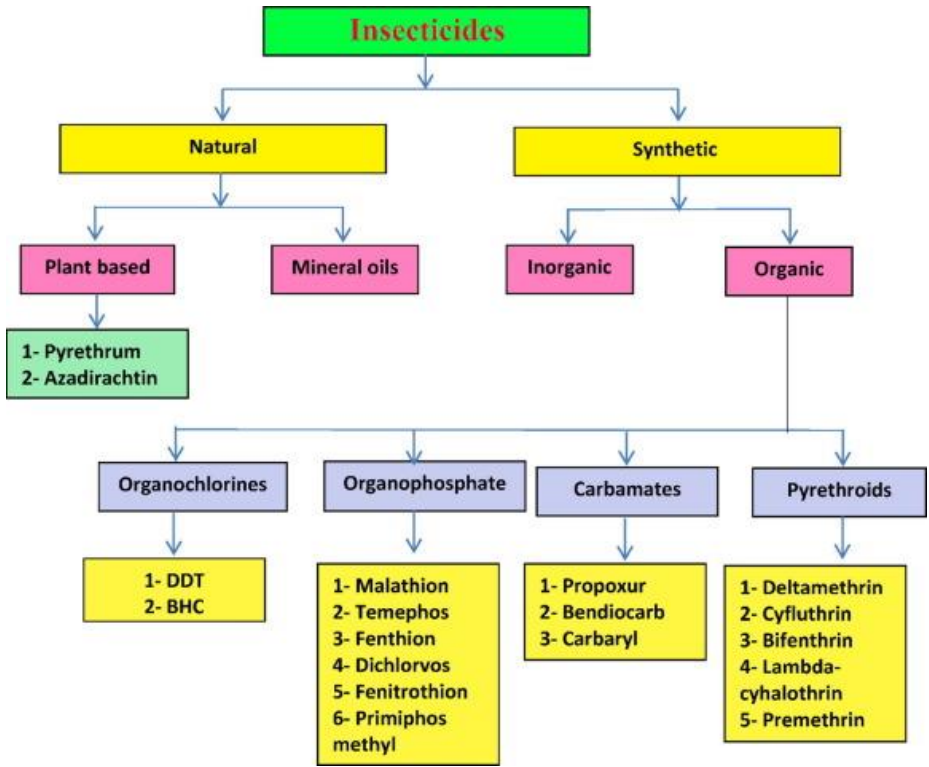 Insecticides
Natural
Synthetic
Plant based
Mineral oils
Inorganic
Organic
1- Pyrethrum
2- Azadirachtin
Organochlorines
Organophosphate
Carbamates
Pyrethroids
1- DDT
2- BHC
1- Malathion
2- Temephos
3- Fenthion
4- Dichlorvos
5- Fenitrothion
6- Primiphos
methyl
1- Propoxur
2- Bendiocarb
3- Carbaryl
1- Deltamethrin
2- Cyfluthrin
3- Bifenthrin
4- Lambda-
cyhalothrin
5- Premethrin